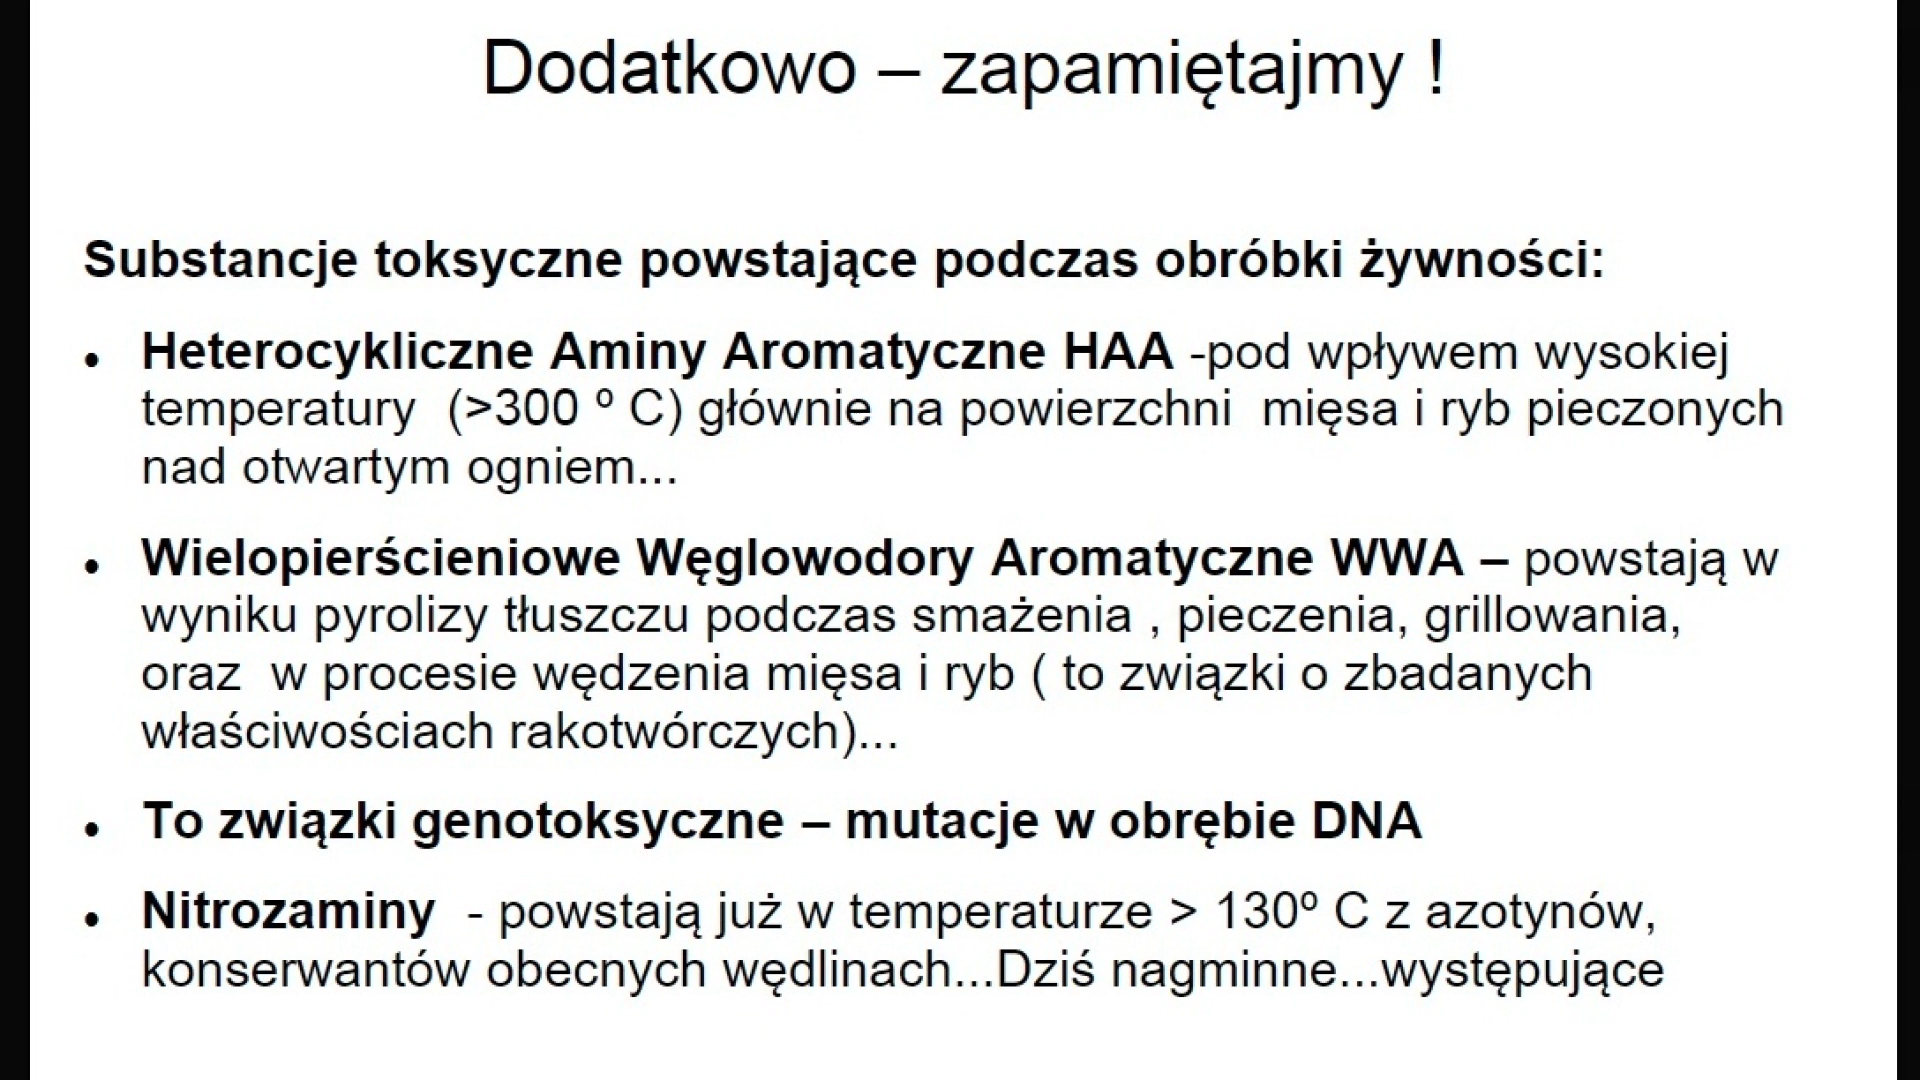 Dodatkowo – zapamiętajmy !
Substancje toksyczne powstające podczas obróbki żywności:
• Heterocykliczne Aminy Aromatyczne HAA -pod wpływem wysokiej
temperatury (>300 º C) głównie na powierzchni mięsa i ryb pieczonych
nad otwartym ogniem...
• Wielopierścieniowe Węglowodory Aromatyczne WWA – powstają w
wyniku pyrolizy tłuszczu podczas smażenia , pieczenia, grillowania,
oraz w procesie wędzenia mięsa i ryb ( to związki o zbadanych
właściwościach rakotwórczych)...
• To związki genotoksyczne – mutacje w obrębie DNA
• Nitrozaminy - powstają już w temperaturze > 130º C z azotynów,
konserwantów obecnych wędlinach...Dziś nagminne...występujące